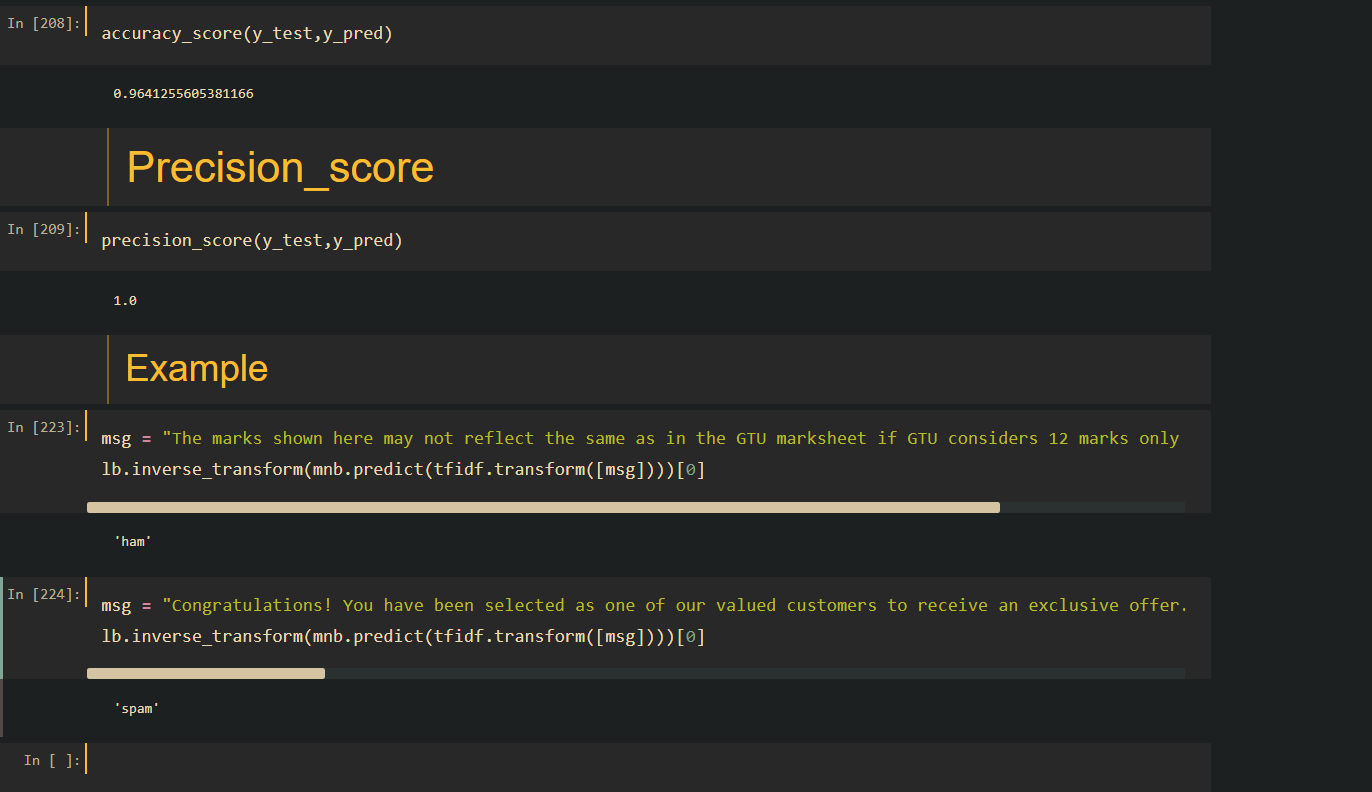 In [208]:
accuracy_score(y_test,y_pred)
0.9641255605381166
Precision_score
In [209]:
precision_score(y_test,y_pred)
1.0
Example
In [223]:
msg = "The marks shown here may not reflect the same as in the GTU marksheet if GTU considers 12 marks only
lb.inverse_transform(mnb.predict(tfidf.transform([msg])))[0]
'ham'
In [224]:
msg = "Congratulations! You have been selected as one of our valued customers to receive an exclusive offer.
lb.inverse_transform(mnb.predict(tfidf.transform([msg])))[0]
'spam'
In [ ]: